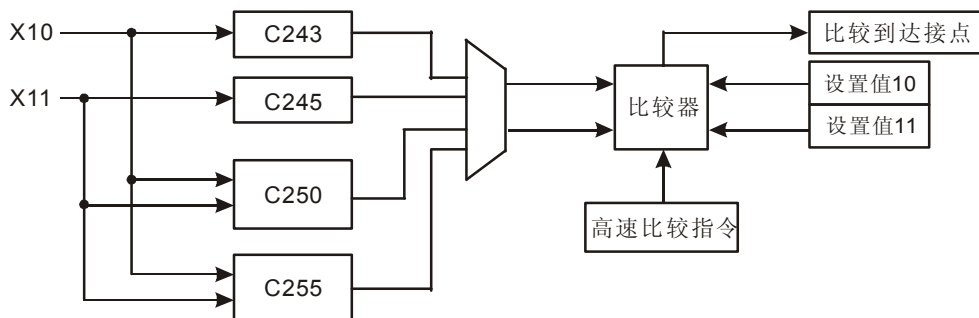 X10
C243
比较到达接点
X11
C245
比较器
设置值10
设置值11
C250
高速比较指令
C255